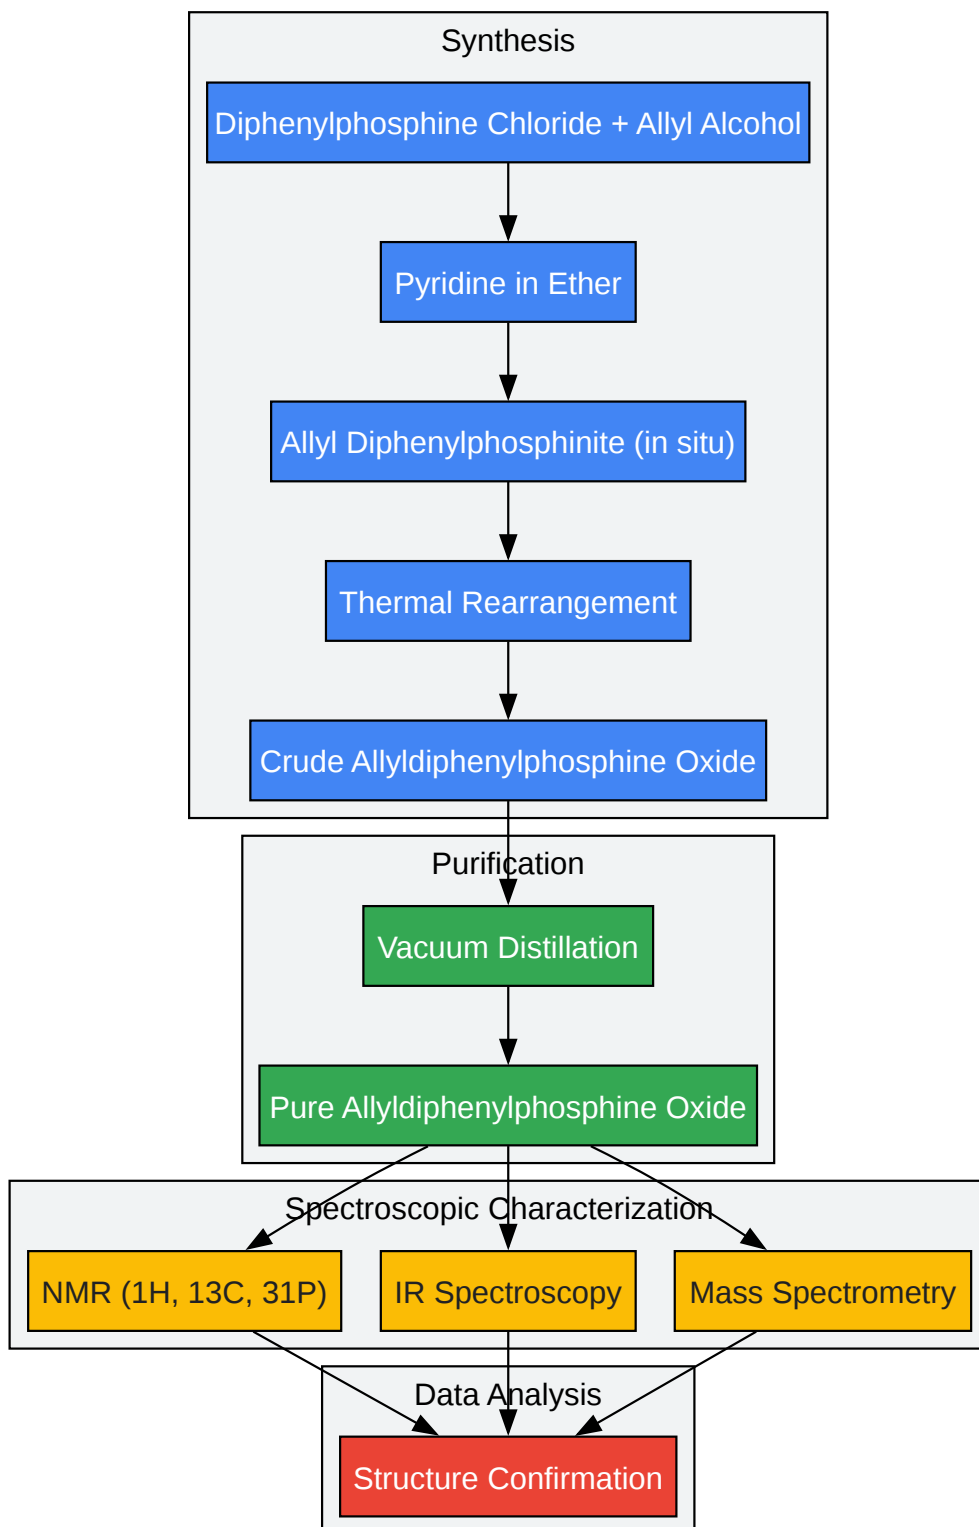 Synthesis
Diphenylphosphine Chloride + Allyl Alcohol
Pyridine in Ether
Allyl Diphenylphosphinite (in situ)
Thermal Rearrangement
Crude Allyldiphenylphosphine Oxide
Purification
Vacuum Distillation
Pure Allyldiphenylphosphine Oxide
Spectroscopic Characterization
NMR (1H, 13C, 31P)
IR Spectroscopy
Mass Spectrometry
Data Analysis
Structure Confirmation